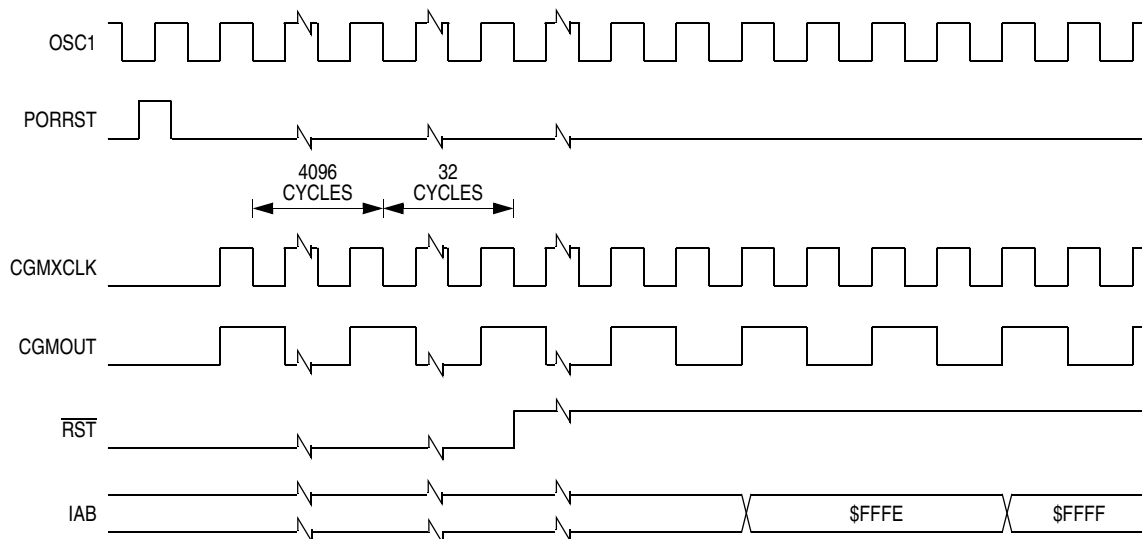 OSC1
PORRST
4096
CYCLES
32
CYCLES
CGMXCLK
CGMOUT
RST
IAB
$FFFE
$FFFF